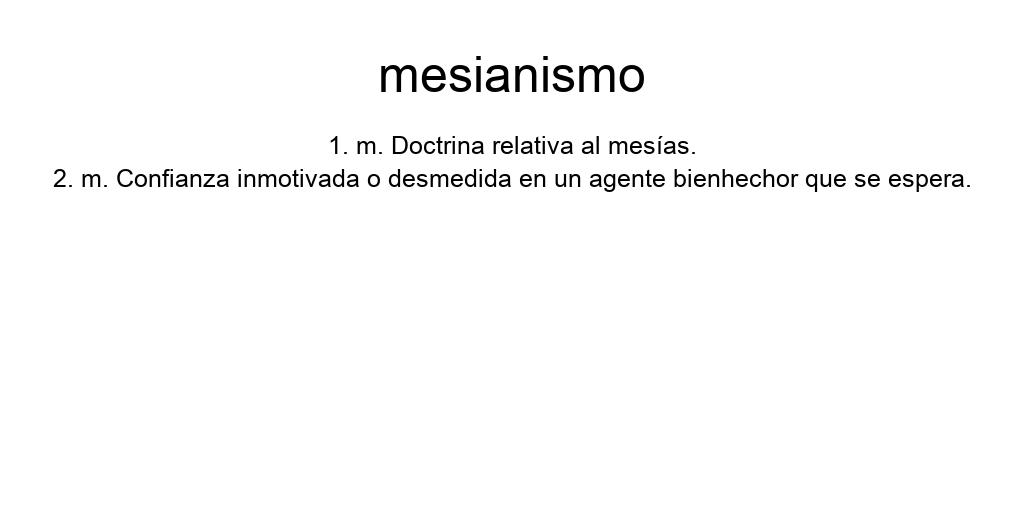 mesianismo
1. m. Doctrina relativa al mesías.
2. m. Confianza inmotivada o desmedida en un agente bienhechor que se espera.